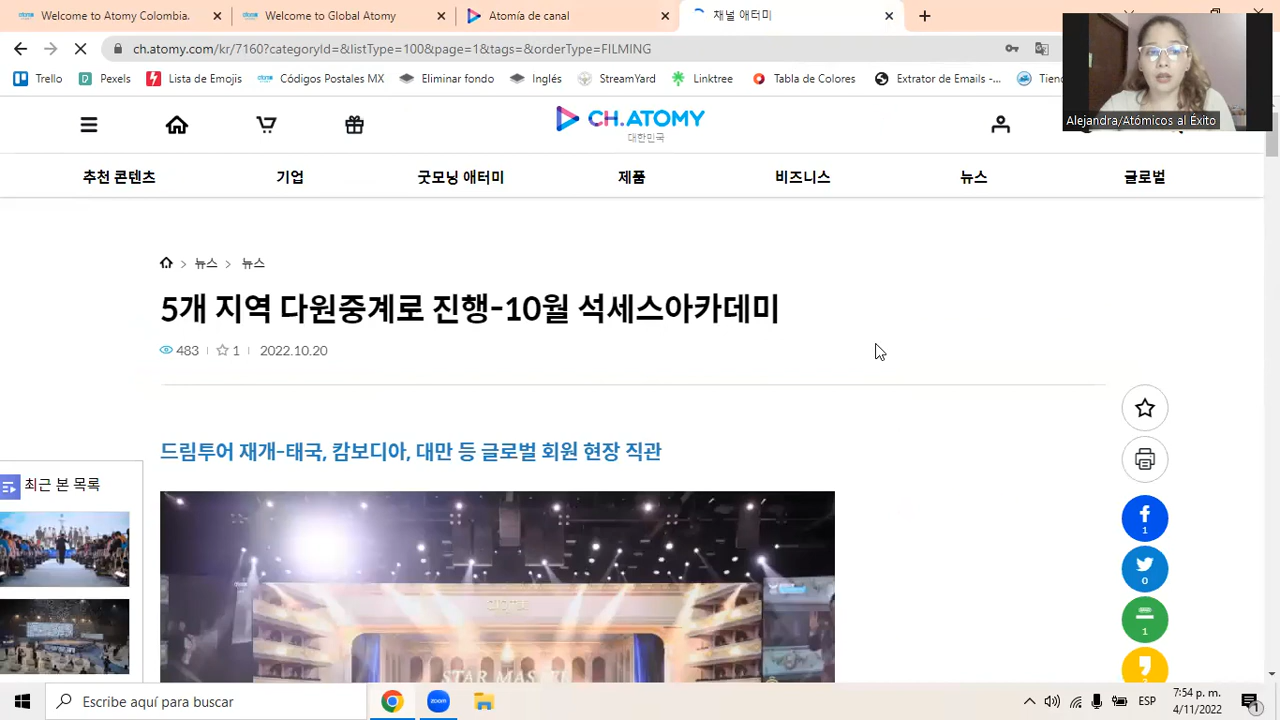 Welcome to Atomy Colombia.
Welcome to Global Atomy
Atomía de canal
채널 애터미
ch.atomy.com/kr/7160?categoryId=&listType=100&page=1&tags=&orderType=FILMING
Trello
Pexels
Lista de Emojis
Códigos Postales MX
Eliminar fondo
Inglés
StreamYard
Linktree
Tabla de Colores
Extrator de Emails -...
Tien
Alejandra/Atómicos al Éxito
CH.ATOMY
대한민국
추천 콘텐츠
기업
굿모닝 애터미
제품
비즈니스
뉴스
글로벌
> 뉴스 > 뉴스
5개 지역 다원중계로 진행-10월 석세스아카데미
483
1
2022.10.20
드림투어 재개-태국, 캄보디아, 대만 등 글로벌 회원 현장 직관
최근 본 목록
1
0
1
STAR MASTE
Escribe aquí para buscar
zoom
ESP
7:54 p. m.
4/11/2022
1